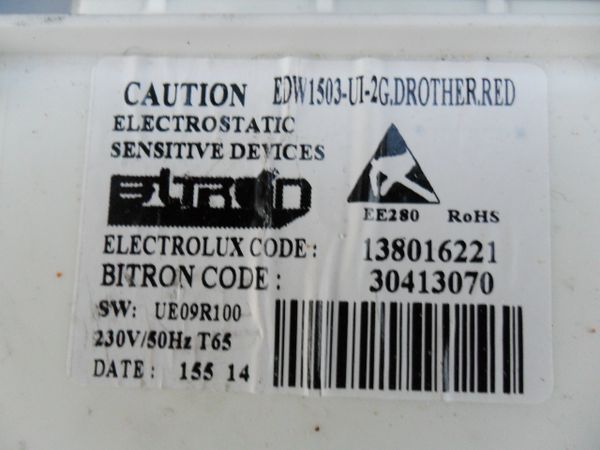 CAUTION EDW1503-UI-2G.DROTHER.RED
ELECTROSTATIC
SENSITIVE DEVICES
BITRON
EE280 RoHS
ELECTROLUX CODE: 138016221
BITRON CODE: 30413070
SW: UE09R100
230V/50Hz T65
DATE: 155 14